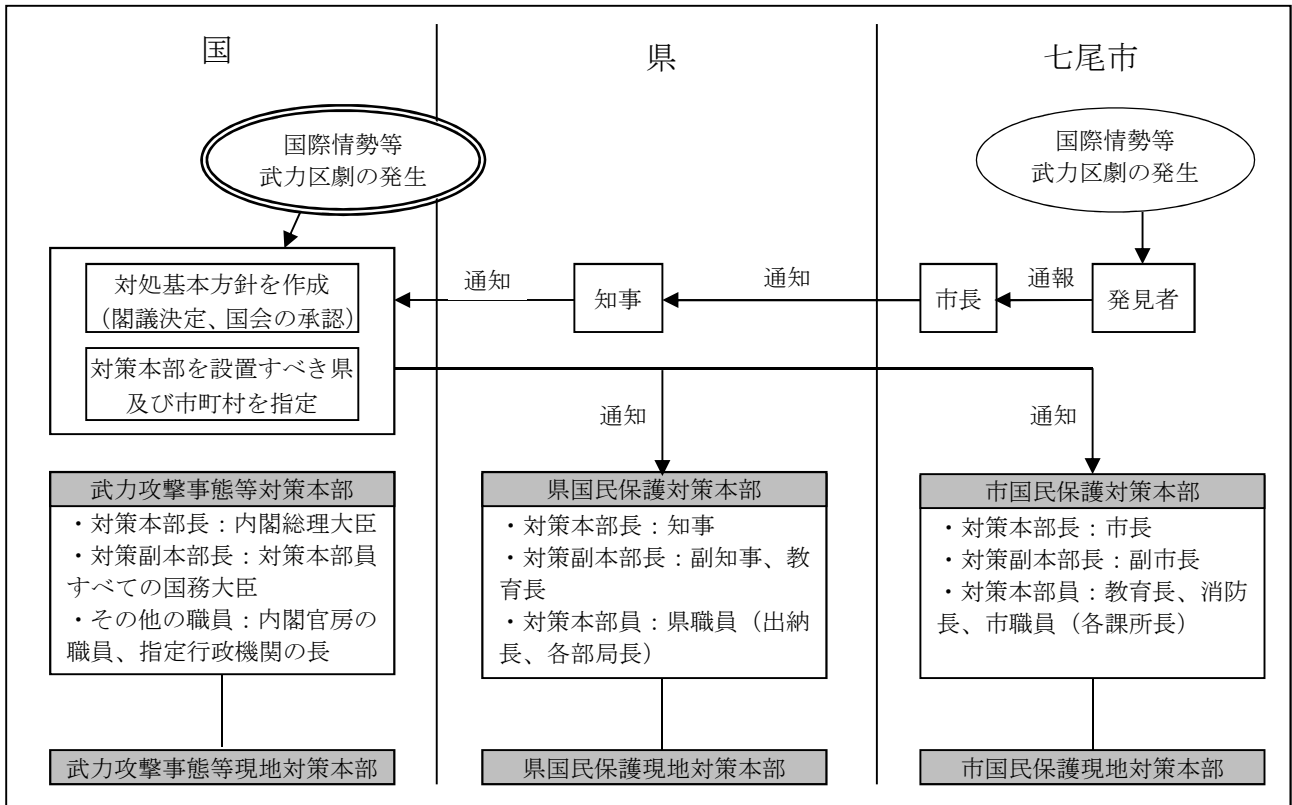 国
県
七尾市
国際情勢等
武力区劇の発生
国際情勢等
武力区劇の発生
対処基本方針を作成
（閣議決定、国会の承認）
通知
知事
通知
市長
通報
発見者
対策本部を設置すべき県
及び市町村を指定
通知
通知
武力攻撃事態等対策本部
・対策本部長：内閣総理大臣
・対策副本部長：対策本部員
すべての国務大臣
・その他の職員：内閣官房の
職員、指定行政機関の長
県国民保護対策本部
・対策本部長：知事
・対策副本部長：副知事、教
育長
・対策本部員：県職員（出納
長、各部局長）
市国民保護対策本部
・対策本部長：市長
・対策副本部長：副市長
・対策本部員：教育長、消防
長、市職員（各課所長）
武力攻撃事態等現地対策本部
県国民保護現地対策本部
市国民保護現地対策本部